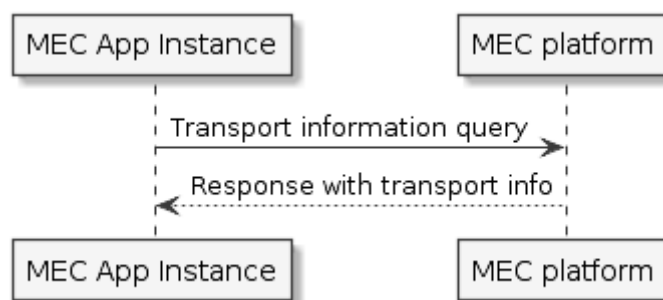 MEC App Instance
MEC platform
Transport information query
Response with transport info
MEC App Instance
MEC platform